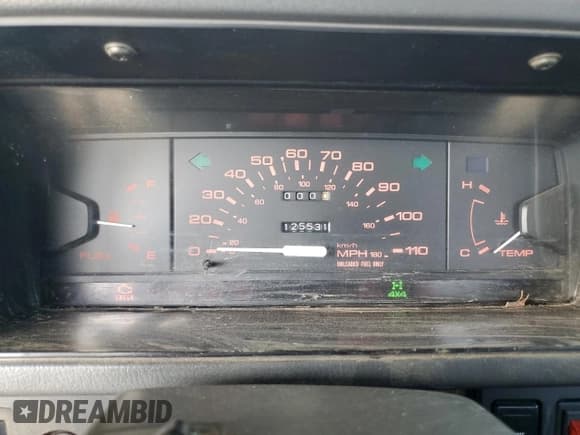 60
50 70
40 80
30 90
20 100
0 110
80 100 120
60 140
40 160
20 180
000
125531
km/h
MPH
UNLEADED FUEL ONLY
F
FUEL E
H
C TEMP
4X4
DREAMBID